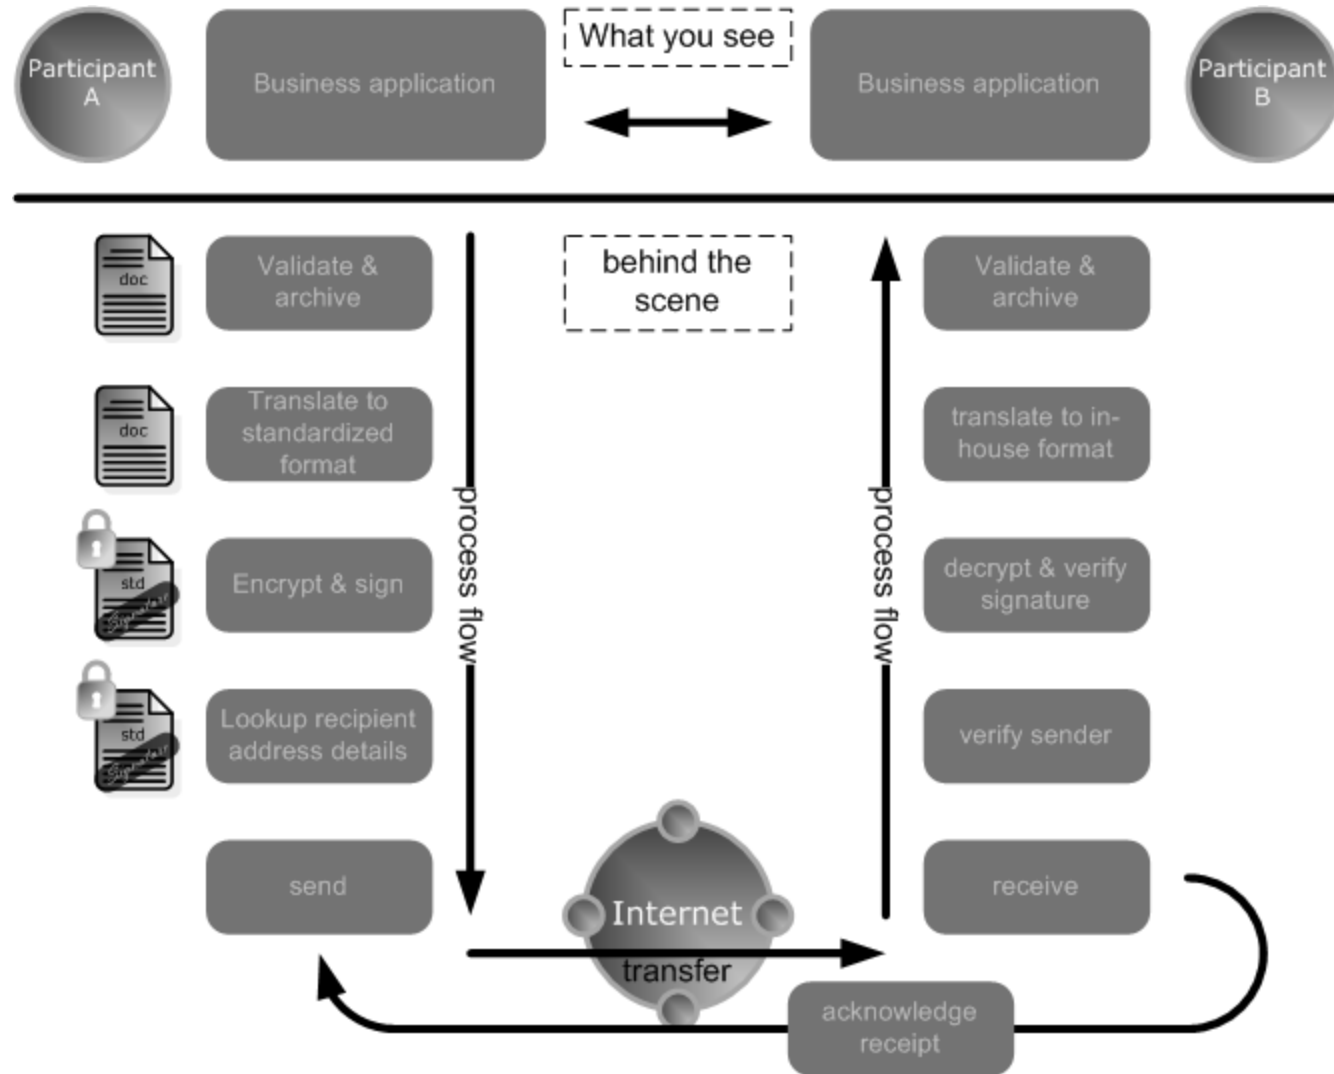 Participant
A
Business application
What you see
Business application
Participant
B
doc
Validate &
archive
behind the
scene
Validate &
archive
doc
Translate to
standardized
format
translate to in-
house format
process flow
process flow
std
Signature
Encrypt & sign
decrypt & verify
signature
std
Signature
Lookup recipient
address details
verify sender
send
Internet
transfer
receive
acknowledge
receipt